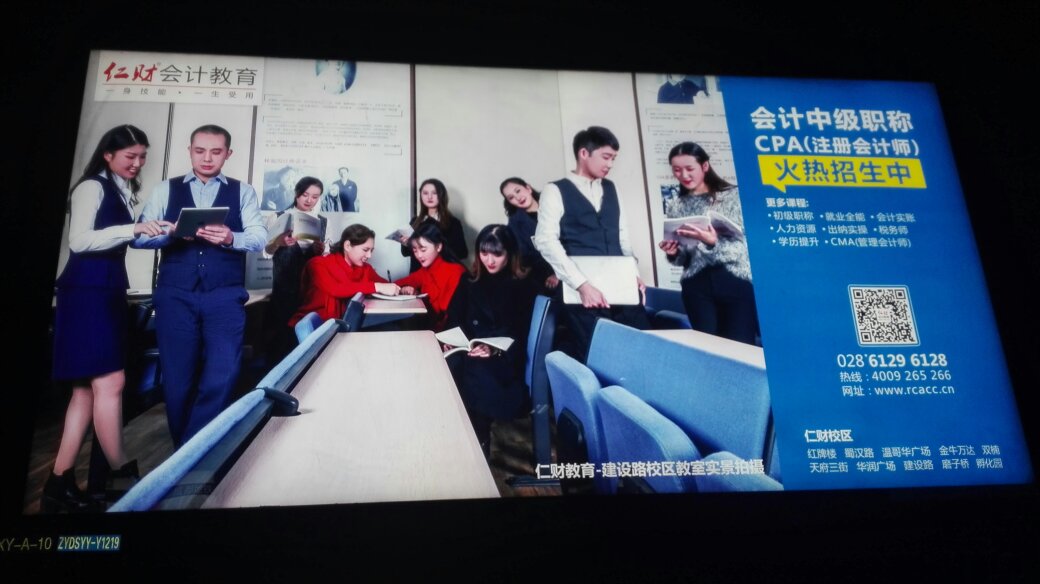 仁财®会计教育
一身技能·一生受用
会计中级职称
CPA(注册会计师)
火热招生中
更多课程:
·初级职称 ·就业全能 ·会计实账
·人力资源 ·出纳实操 ·税务师
·学历提升 ·CMA(管理会计师)
028-6129 6128
热线:4009 265 266
网址:www.rcacc.cn
仁财校区
红牌楼 蜀汉路 温哥华广场 金牛万达 双楠
天府三街 华润广场 建设路 磨子桥 孵化园
仁财教育-建设路校区教室实景拍摄
XY-A-10 ZYDSYY-Y1219